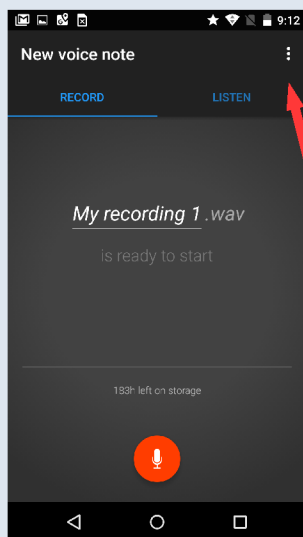 9:12
New voice note
RECORD
LISTEN
My recording 1 .wav
is ready to start
183h left on storage